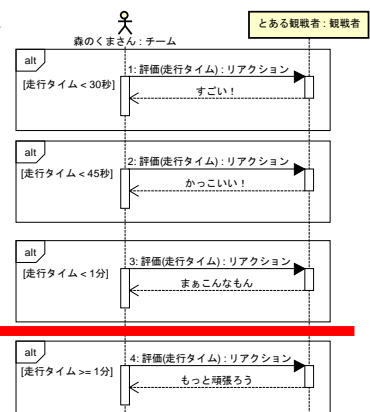 とある観戦者 : 観戦者
森のくまさん : チーム
alt
1: 評価(走行タイム) : リアクション
[走行タイム < 30秒]
すごい！
alt
2: 評価(走行タイム) : リアクション
[走行タイム < 45秒]
かっこいい！
alt
3: 評価(走行タイム) : リアクション
[走行タイム < 1分]
まぁこんなもん
alt
4: 評価(走行タイム) : リアクション
[走行タイム >= 1分]
もっと頑張ろう